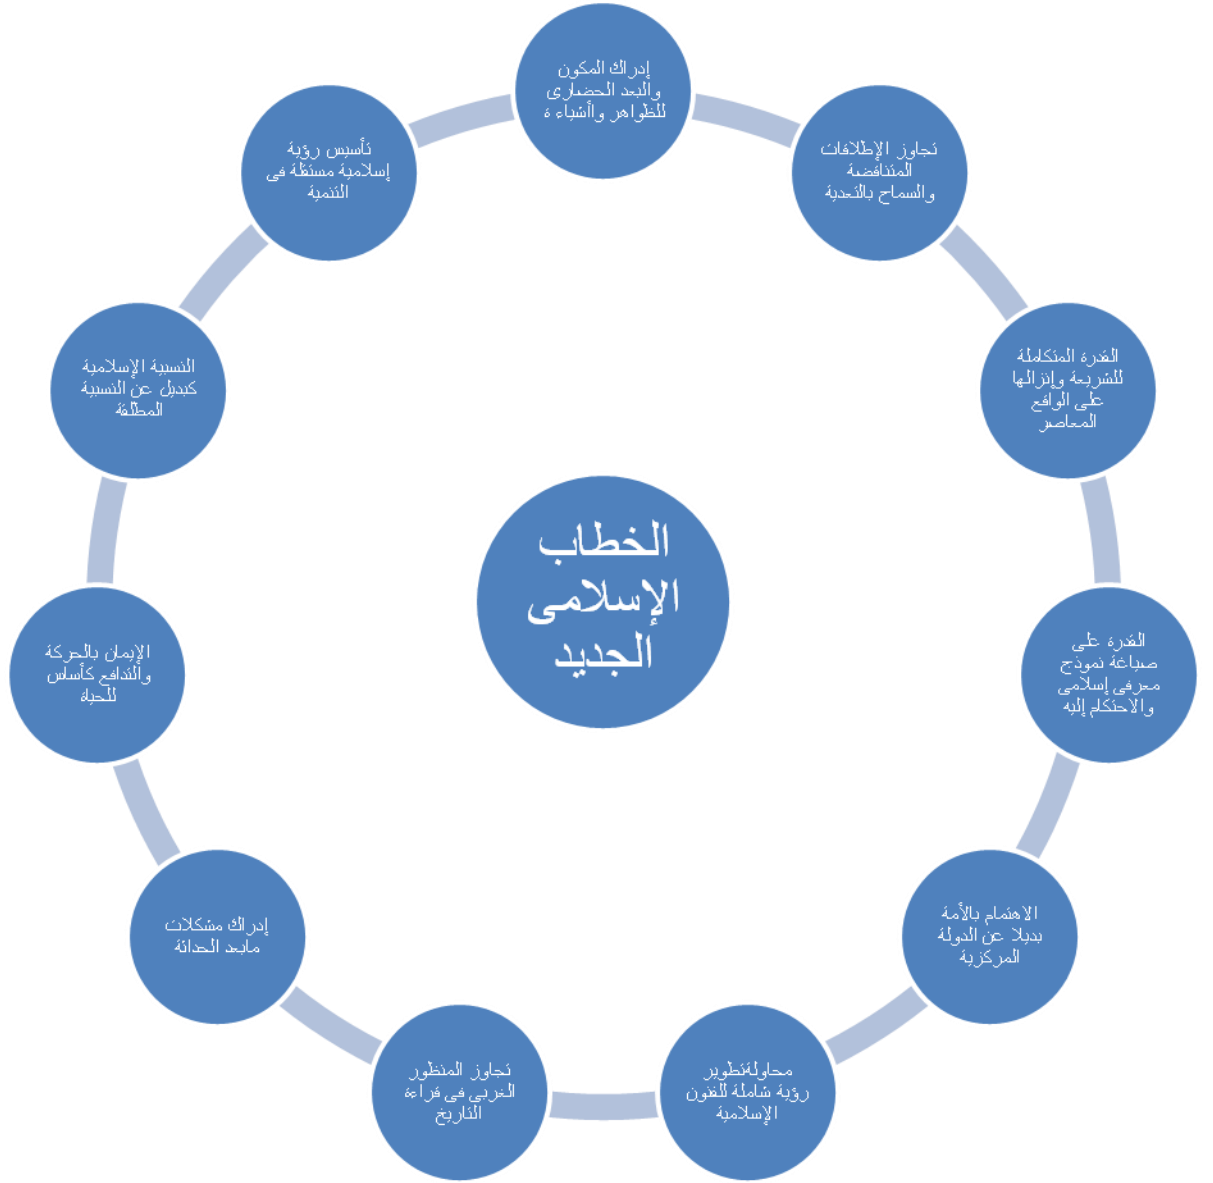 الخطاب
الإسلامى
الجديد
إدراك المكون
والبعد الحضارى
للظواهر واأشياء ة
تجاوز الإطلاقات
المتناقضة
والسماح بالتعدية
القدرة المتكاملة
للشريعة وإنزالها
على الواقع
المعاصر
القدرة على
صياغة نموذج
معرفى إسلامى
والاحتكام إليه
الاهتمام بالأمة
بديلا عن الدولة
المركزية
محاولةتطوير
رؤية شاملة للفنون
الإسلامية
تجاوز المنظور
الغربى فى قراءة
التاريخ
إدراك مشكلات
مابعد الحداثة
الإيمان بالحركة
والتدافع كأساس
للحياة
النسبية الإسلامية
كبديل عن النسبية
المطلقة
تأسيس رؤية
إسلامية مستقلة فى
التنمية